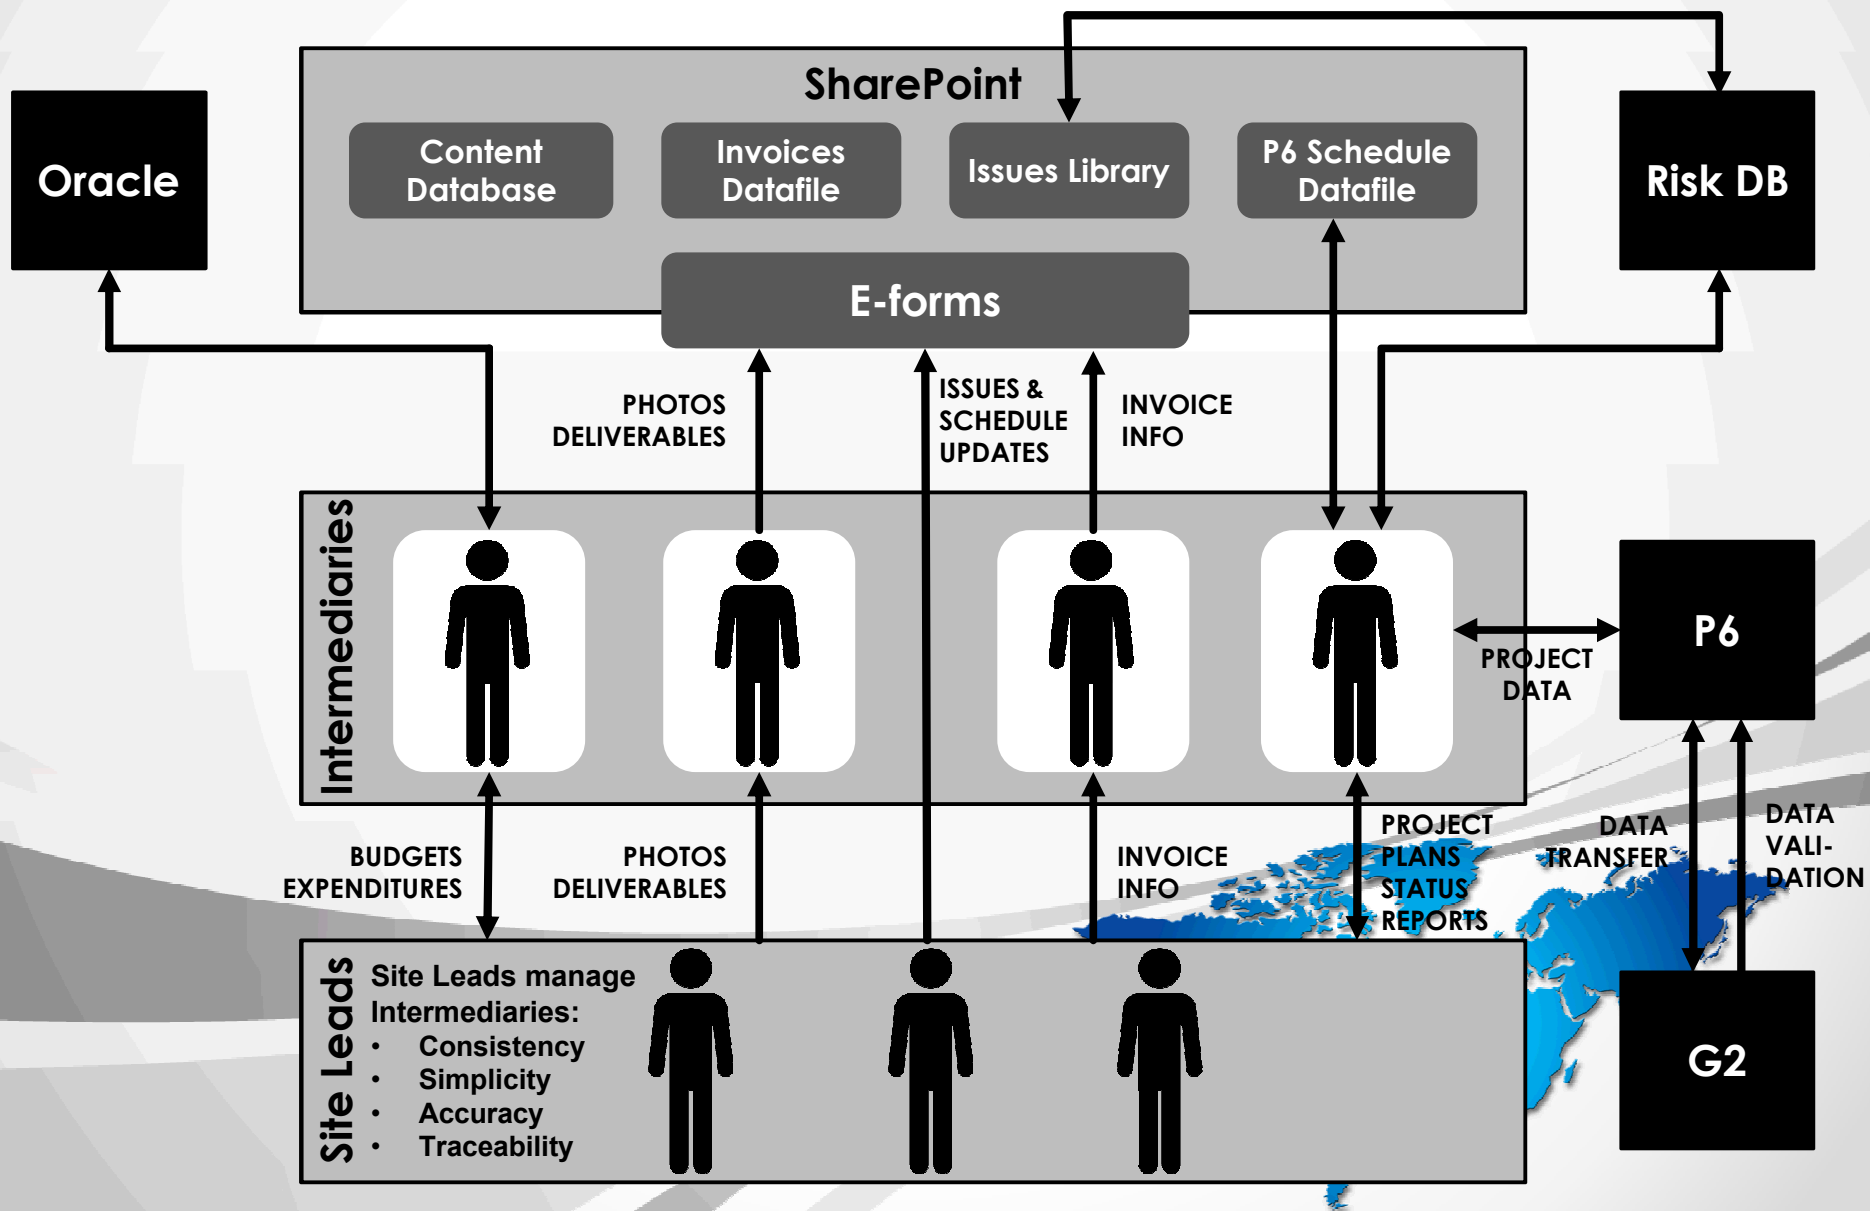 SharePoint
Oracle
Content
Database
Invoices
Datafile
Issues Library
P6 Schedule
Datafile
Risk DB
E-forms
PHOTOS
DELIVERABLES
ISSUES &
SCHEDULE
UPDATES
INVOICE
INFO
Intermediaries
P6
PROJECT
DATA
BUDGETS
EXPENDITURES
PHOTOS
DELIVERABLES
INVOICE
INFO
PROJECT
PLANS
STATUS
REPORTS
DATA
TRANSFER
DATA
VALI-
DATION
Site Leads
Site Leads manage
Intermediaries:
• Consistency
• Simplicity
• Accuracy
• Traceability
G2